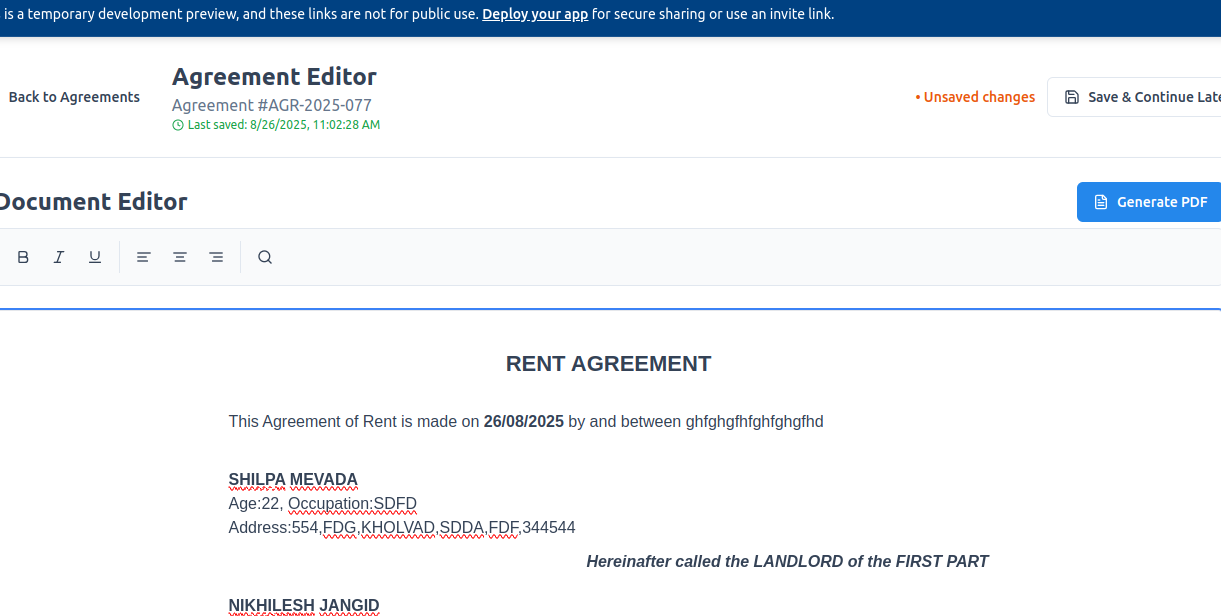 is a temporary development preview, and these links are not for public use. Deploy your app for secure sharing or use an invite link.
Agreement Editor
Back to Agreements
Agreement #AGR-2025-077
Last saved: 8/26/2025, 11:02:28 AM
• Unsaved changes
Save & Continue Late
Document Editor
Generate PDF
B I U
RENT AGREEMENT
This Agreement of Rent is made on 26/08/2025 by and between ghfghgfhfghfghgfhd
SHILPA MEVADA
Age:22, Occupation:SDFD
Address:554,FDG,KHOLVAD,SDDA,FDF,344544
Hereinafter called the LANDLORD of the FIRST PART
NIKHILESH JANGID